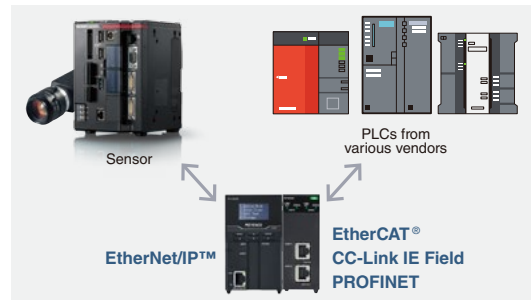 Sensor
PLCs from
various vendors
EtherNet/IP™
EtherCAT®
CC-Link IE Field
PROFINET